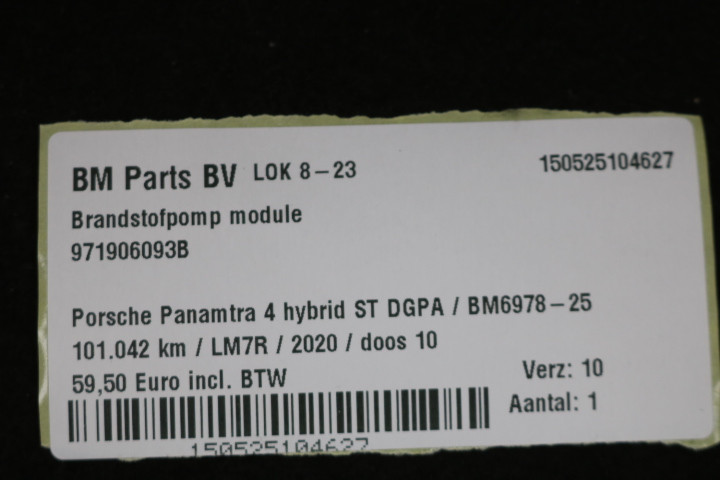 BM Parts BV LOK 8-23 150525104627
Brandstofpomp module
971906093B
Porsche Panamtra 4 hybrid ST DGPA / BM6978-25
101.042 km / LM7R / 2020 / doos 10
59,50 Euro incl. BTW Verz: 10
Aantal: 1
150525104627